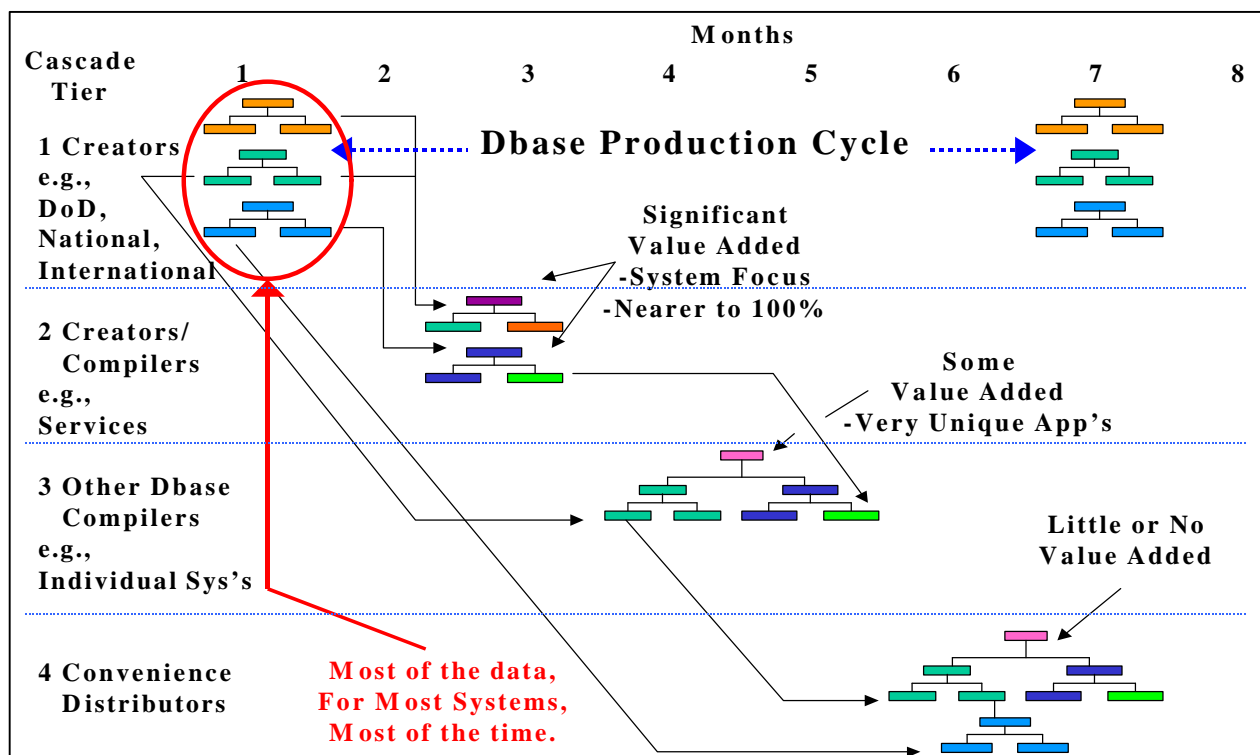 Months
Cascade
Tier
1 2 3 4 5 6 7 8
Dbase Production Cycle
1 Creators
e.g.,
DoD,
National,
International
Significant
Value Added
-System Focus
-Nearer to 100%
2 Creators/
Compilers
e.g.,
Services
Some
Value Added
-Very Unique App's
3 Other Dbase
Compilers
e.g.,
Individual Sys's
Little or No
Value Added
4 Convenience
Distributors
Most of the data,
For Most Systems,
Most of the time.